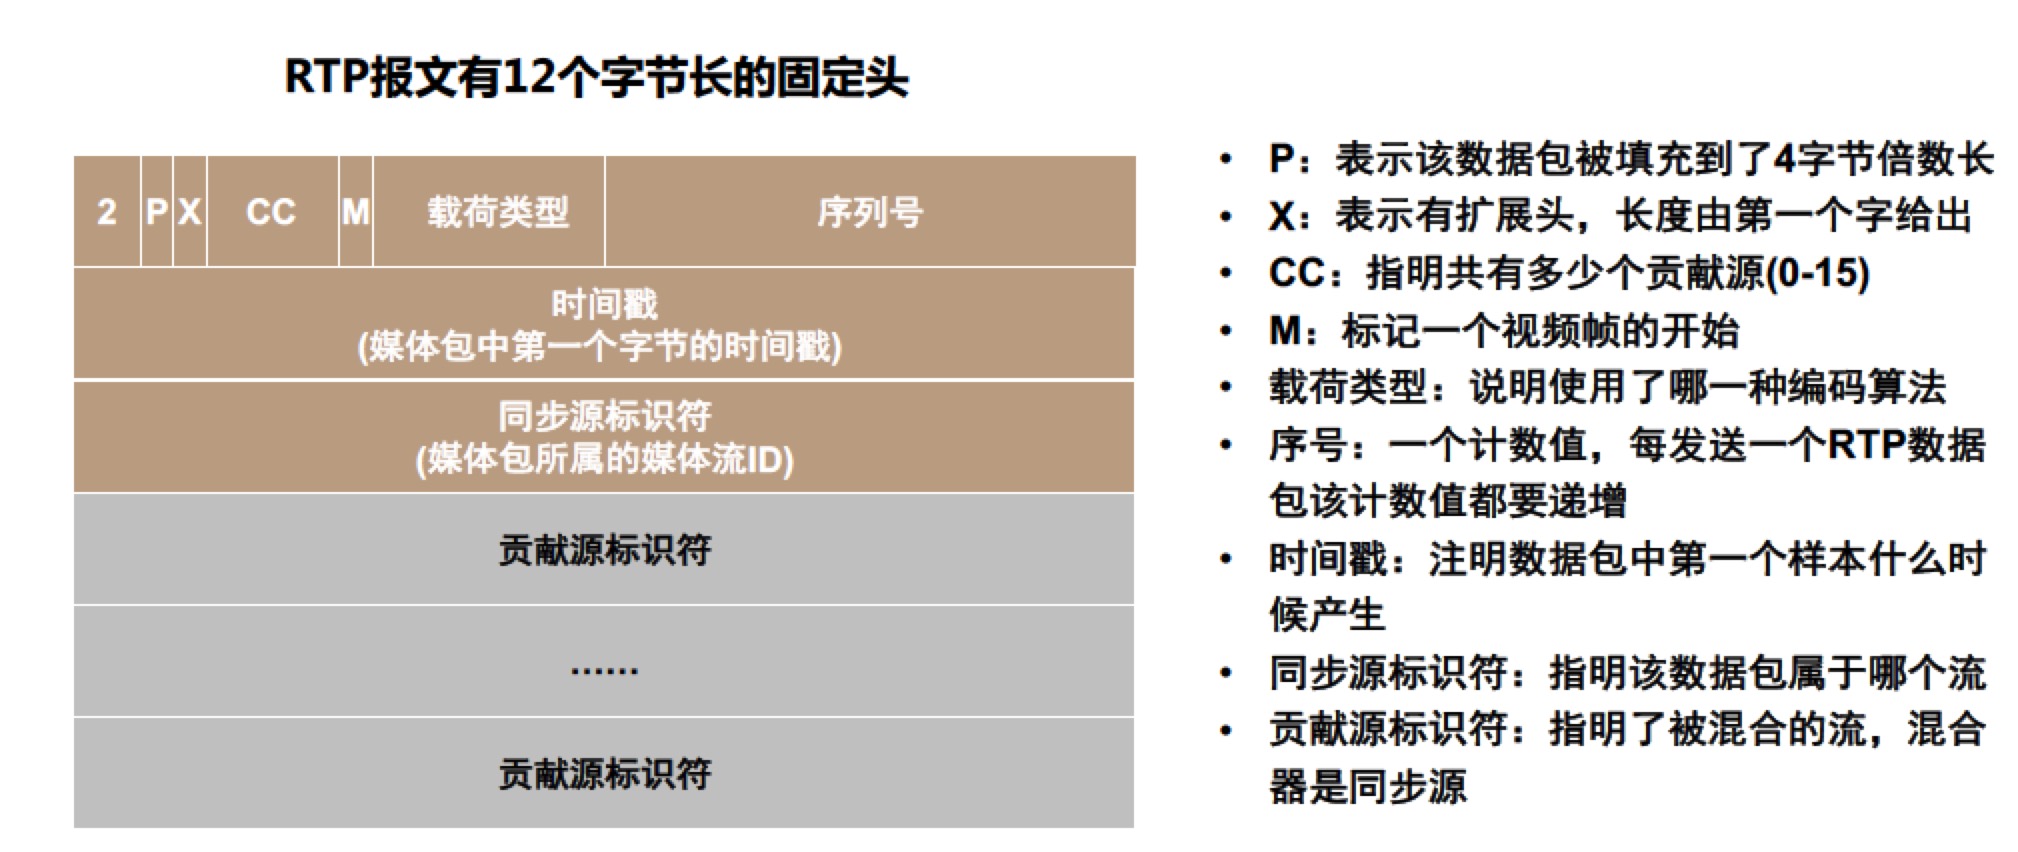 RTP报文有12个字节长的固定头
2 P X CC M 载荷类型 序列号
时间戳
(媒体包中第一个字节的时间戳)
同步源标识符
(媒体包所属的媒体流ID)
贡献源标识符
......
贡献源标识符
• P：表示该数据包被填充到了4字节倍数长
• X：表示有扩展头，长度由第一个字给出
• CC：指明共有多少个贡献源(0-15)
• M：标记一个视频帧的开始
• 载荷类型：说明使用了哪一种编码算法
• 序号：一个计数值，每发送一个RTP数据
包该计数值都要递增
• 时间戳：注明数据包中第一个样本什么时
候产生
• 同步源标识符：指明该数据包属于哪个流
• 贡献源标识符：指明了被混合的流，混合
器是同步源